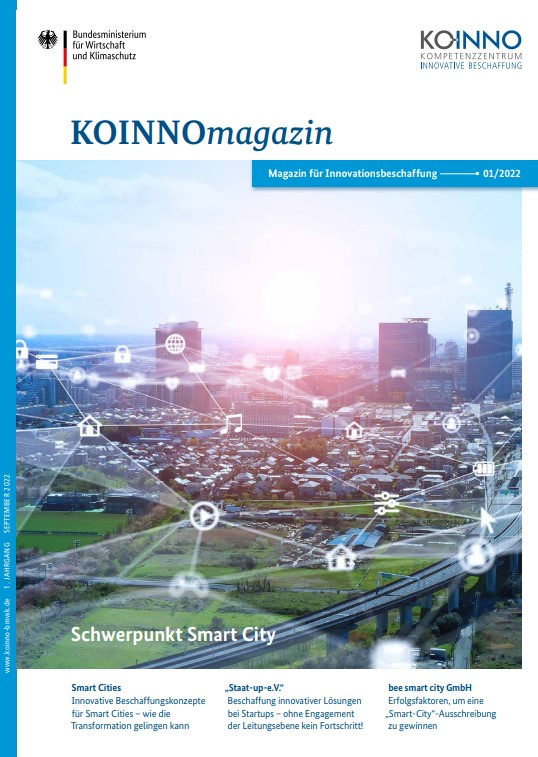 Bundesministerium
für Wirtschaft
und Klimaschutz
KOINNO
KOMPETENZZENTRUM
INNOVATIVE BESCHAFFUNG
KOINNOmagazin
Magazin für Innovationsbeschaffung 01/2022
www.koinno-bmwk.de 1. JAHRGANG SEPTEMBER 2022
Schwerpunkt Smart City
Smart Cities
Innovative Beschaffungskonzepte
für Smart Cities – wie die
Transformation gelingen kann
„Staat-up-e.V.“
Beschaffung innovativer Lösungen
bei Startups – ohne Engagement
der Leitungsebene kein Fortschritt!
bee smart city GmbH
Erfolgsfaktoren, um eine
„Smart-City“-Ausschreibung
zu gewinnen